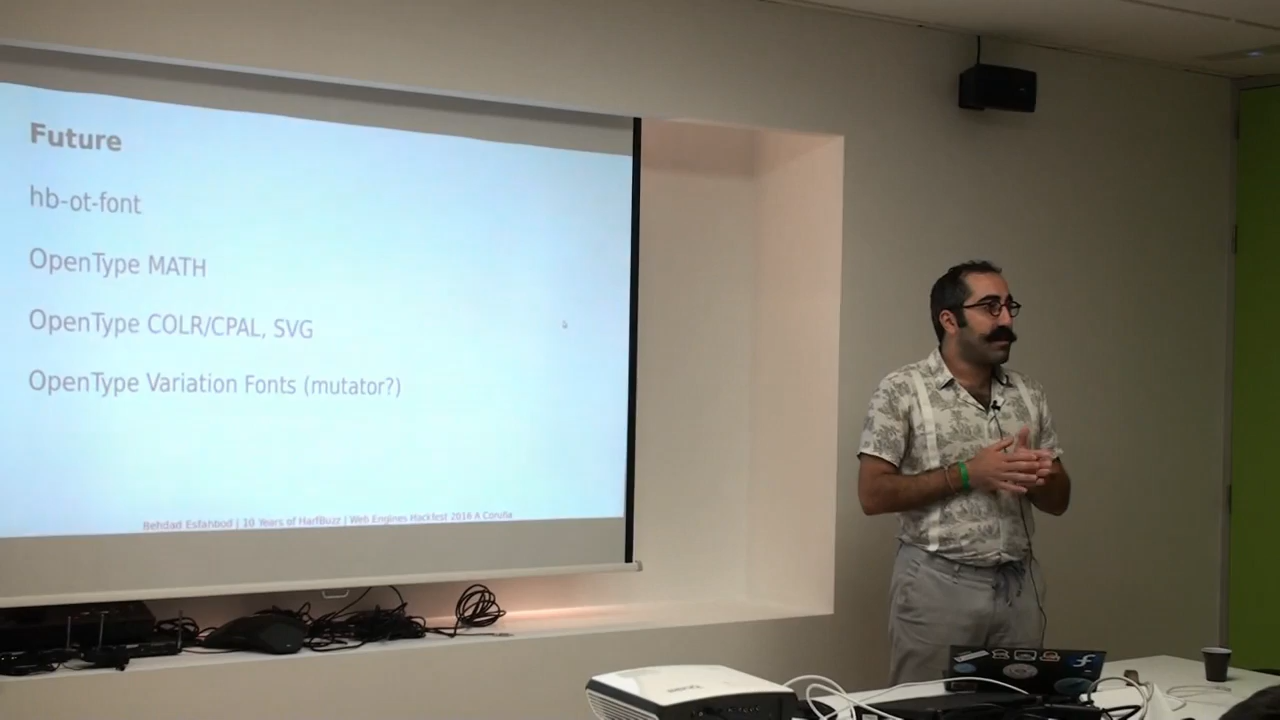 Future
hb-ot-font
OpenType MATH
OpenType COLR/CPAL, SVG
OpenType Variation Fonts (mutator?)
Behdad Esfahbod | 10 Years of HarfBuzz | Web Engines Hackfest 2016 A Coruña